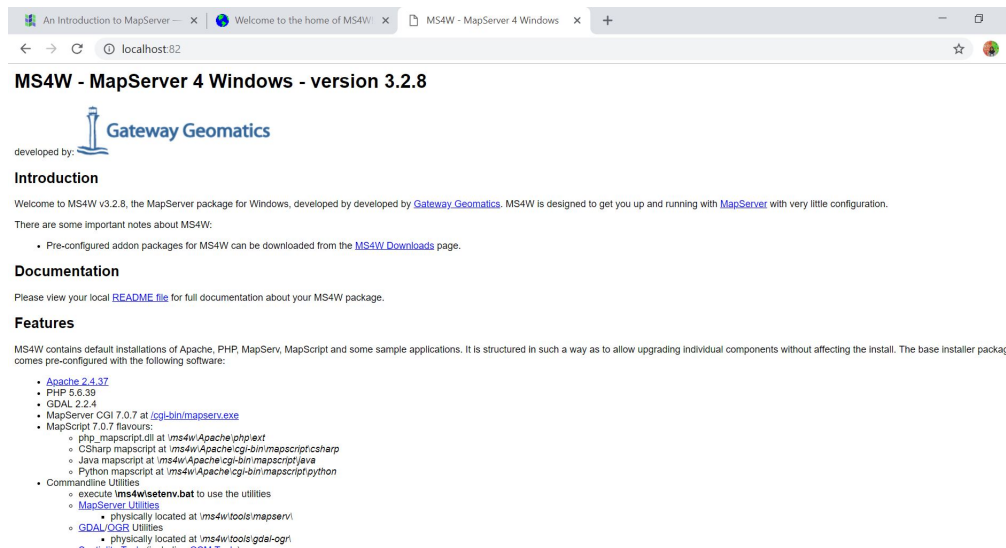 An Introduction to MapServer —
Welcome to the home of MS4W
MS4W - MapServer 4 Windows
localhost:82
MS4W - MapServer 4 Windows - version 3.2.8
developed by: Gateway Geomatics
Introduction
Welcome to MS4W v3.2.8, the MapServer package for Windows, developed by developed by Gateway Geomatics. MS4W is designed to get you up and running with MapServer with very little configuration.
There are some important notes about MS4W:
• Pre-configured addon packages for MS4W can be downloaded from the MS4W Downloads page.
Documentation
Please view your local README file for full documentation about your MS4W package.
Features
MS4W contains default installations of Apache, PHP, MapServ, MapScript and some sample applications. It is structured in such a way as to allow upgrading individual components without affecting the install. The base installer packag
comes pre-configured with the following software:
• Apache 2.4.37
• PHP 5.6.39
• GDAL 2.2.4
• MapServer CGI 7.0.7 at /cgi-bin/mapserv.exe
• MapScript 7.0.7 flavours:
php_mapscript.dll at \ms4w\Apache\php\ext
CSharp mapscript at \ms4w\Apache\cgi-bin\mapscript\csharp
Java mapscript at \ms4w\Apache\cgi-bin\mapscript\java
Python mapscript at \ms4w\Apache\cgi-bin\mapscript\python
• Commandline Utilities
execute \ms4w\setenv.bat to use the utilities
MapServer Utilities
physically located at \ms4w\tools\mapserv\
GDAL/OGR Utilities
physically located at \ms4w\tools\gdal-ogr\